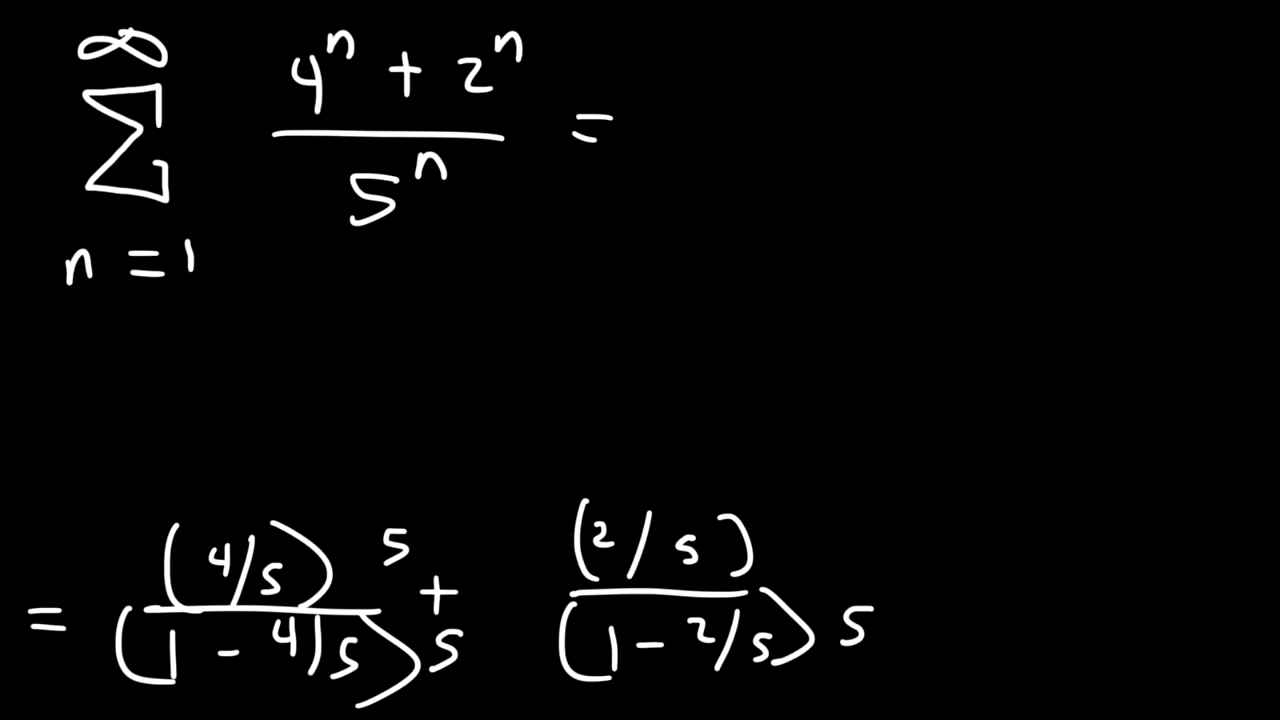 ∞
Σ 4^n + 2^n / 5^n =
n = 1
= (4/5) 5 / (1 - 4/5) 5 + (2/5) / (1 - 2/5) 5